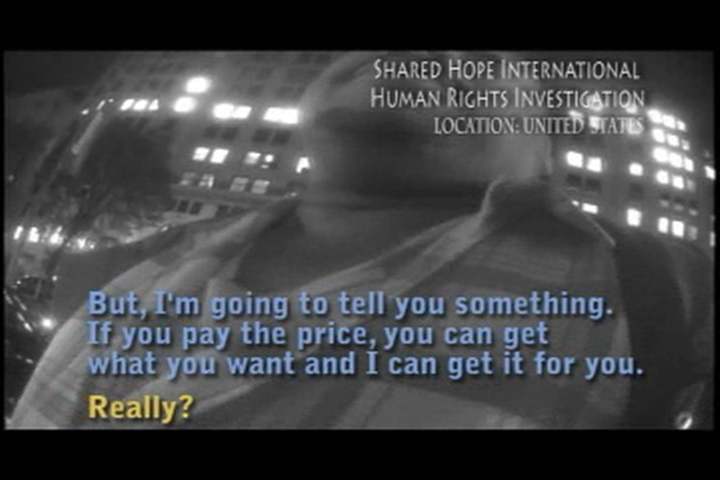 SHARED HOPE INTERNATIONAL
HUMAN RIGHTS INVESTIGATION
LOCATION: UNITED STATES
But, I'm going to tell you something.
If you pay the price, you can get
what you want and I can get it for you.
Really?